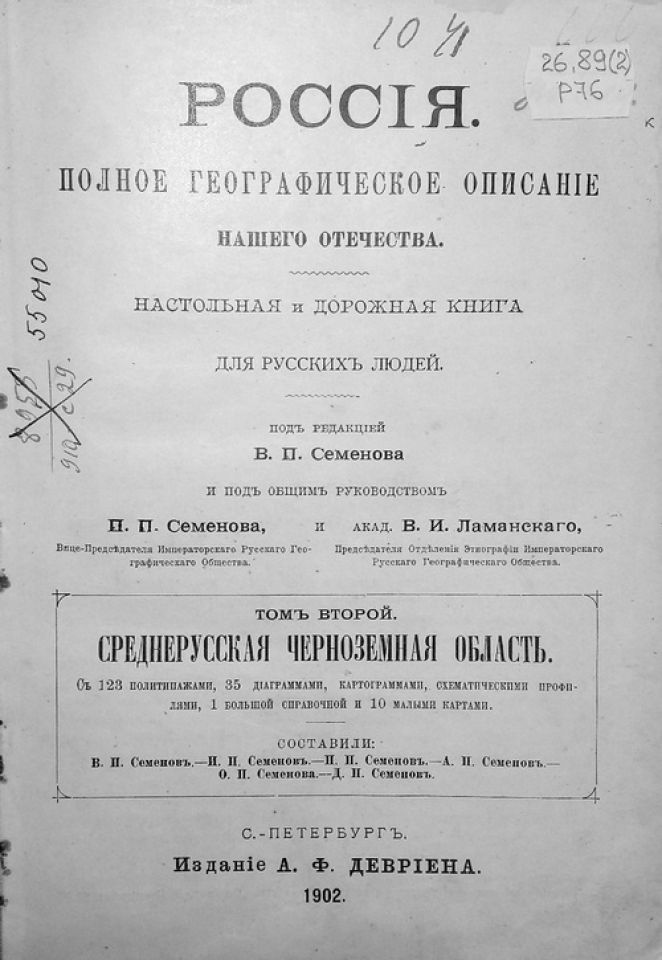 10
26,89(2)
Р76
к
РОССІЯ.
ПОЛНОЕ ГЕОГРАФИЧЕСКОЕ ОПИСАНІЕ
НАШЕГО ОТЕЧЕСТВА.
НАСТОЛЬНАЯ и ДОРОЖНАЯ КНИГА
ДЛЯ РУССКИХЪ ЛЮДЕЙ.
55040
910 с 29.
ПОДЪ РЕДАКЦІЕЙ
В. П. Семенова
И ПОДЪ ОБЩИМЪ РУКОВОДСТВОМЪ
П. П. Семенова, И АКАД. В. И. Ламанскаго,
Вице-Предсѣдателя Императорскаго Русскаго Гео-
графическаго Общества.
Предсѣдателя Отдѣленія Этнографіи Императорскаго
Русскаго Географическаго Общества.
ТОМЪ ВТОРОЙ.
СРЕДНЕРУССКАЯ ЧЕРНОЗЕМНАЯ ОБЛАСТЬ.
Съ 123 политипажами, 35 діаграммами, картограммами, схематическими профи-
лями, 1 большой справочной и 10 малыми картами.
СОСТАВИЛИ:
В. П. Семеновъ.—И. П. Семеновъ.—П. П. Семеновъ.—А. П. Семеновъ.—
О. П. Семенова.—Д. П. Семеновъ.
С.-ПЕТЕРБУРГЪ.
Изданіе А. Ф. ДЕВРІЕНА.
1902.